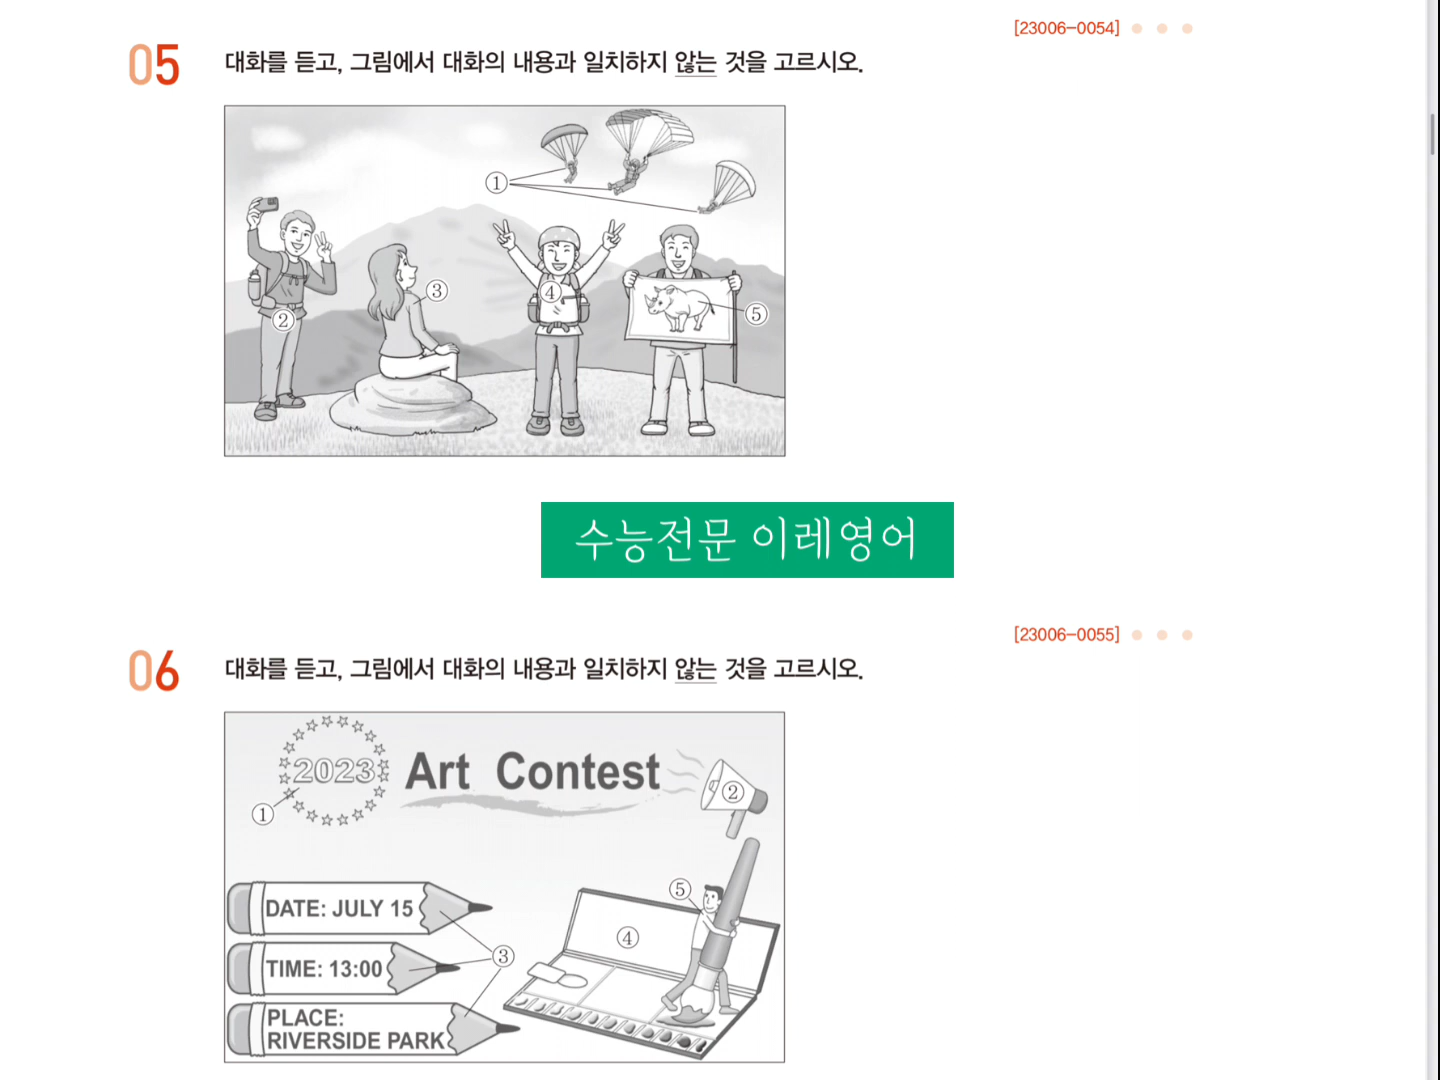 [23006-0054]
05 대화를 듣고, 그림에서 대화의 내용과 일치하지 않는 것을 고르시오.
①
②
③
④
⑤
수능전문 이레영어
[23006-0055]
06 대화를 듣고, 그림에서 대화의 내용과 일치하지 않는 것을 고르시오.
2023 Art Contest
①
②
DATE: JULY 15
⑤
③
④
TIME: 13:00
PLACE:
RIVERSIDE PARK